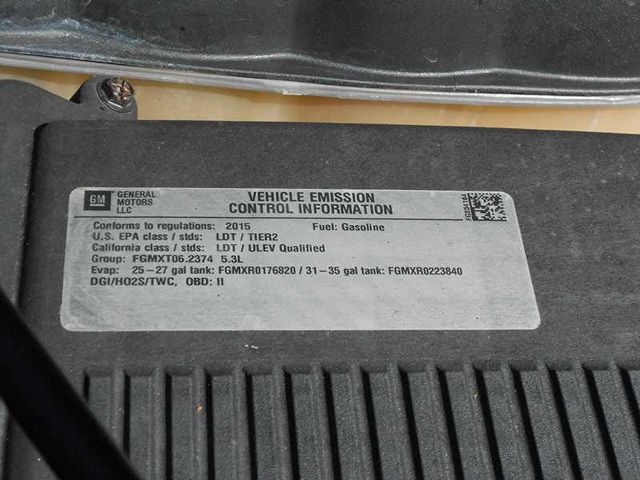 GM GENERAL MOTORS LLC
VEHICLE EMISSION
CONTROL INFORMATION
Conforms to regulations: 2015 Fuel: Gasoline
U.S. EPA class / stds: LDT / TIER2
California class / stds: LDT / ULEV Qualified
Group: FGMXT06.2374 5.3L
Evap: 25-27 gal tank: FGMXR0176820 / 31-35 gal tank: FGMXR0223840
DGI/HO2S/TWC, OBD: II